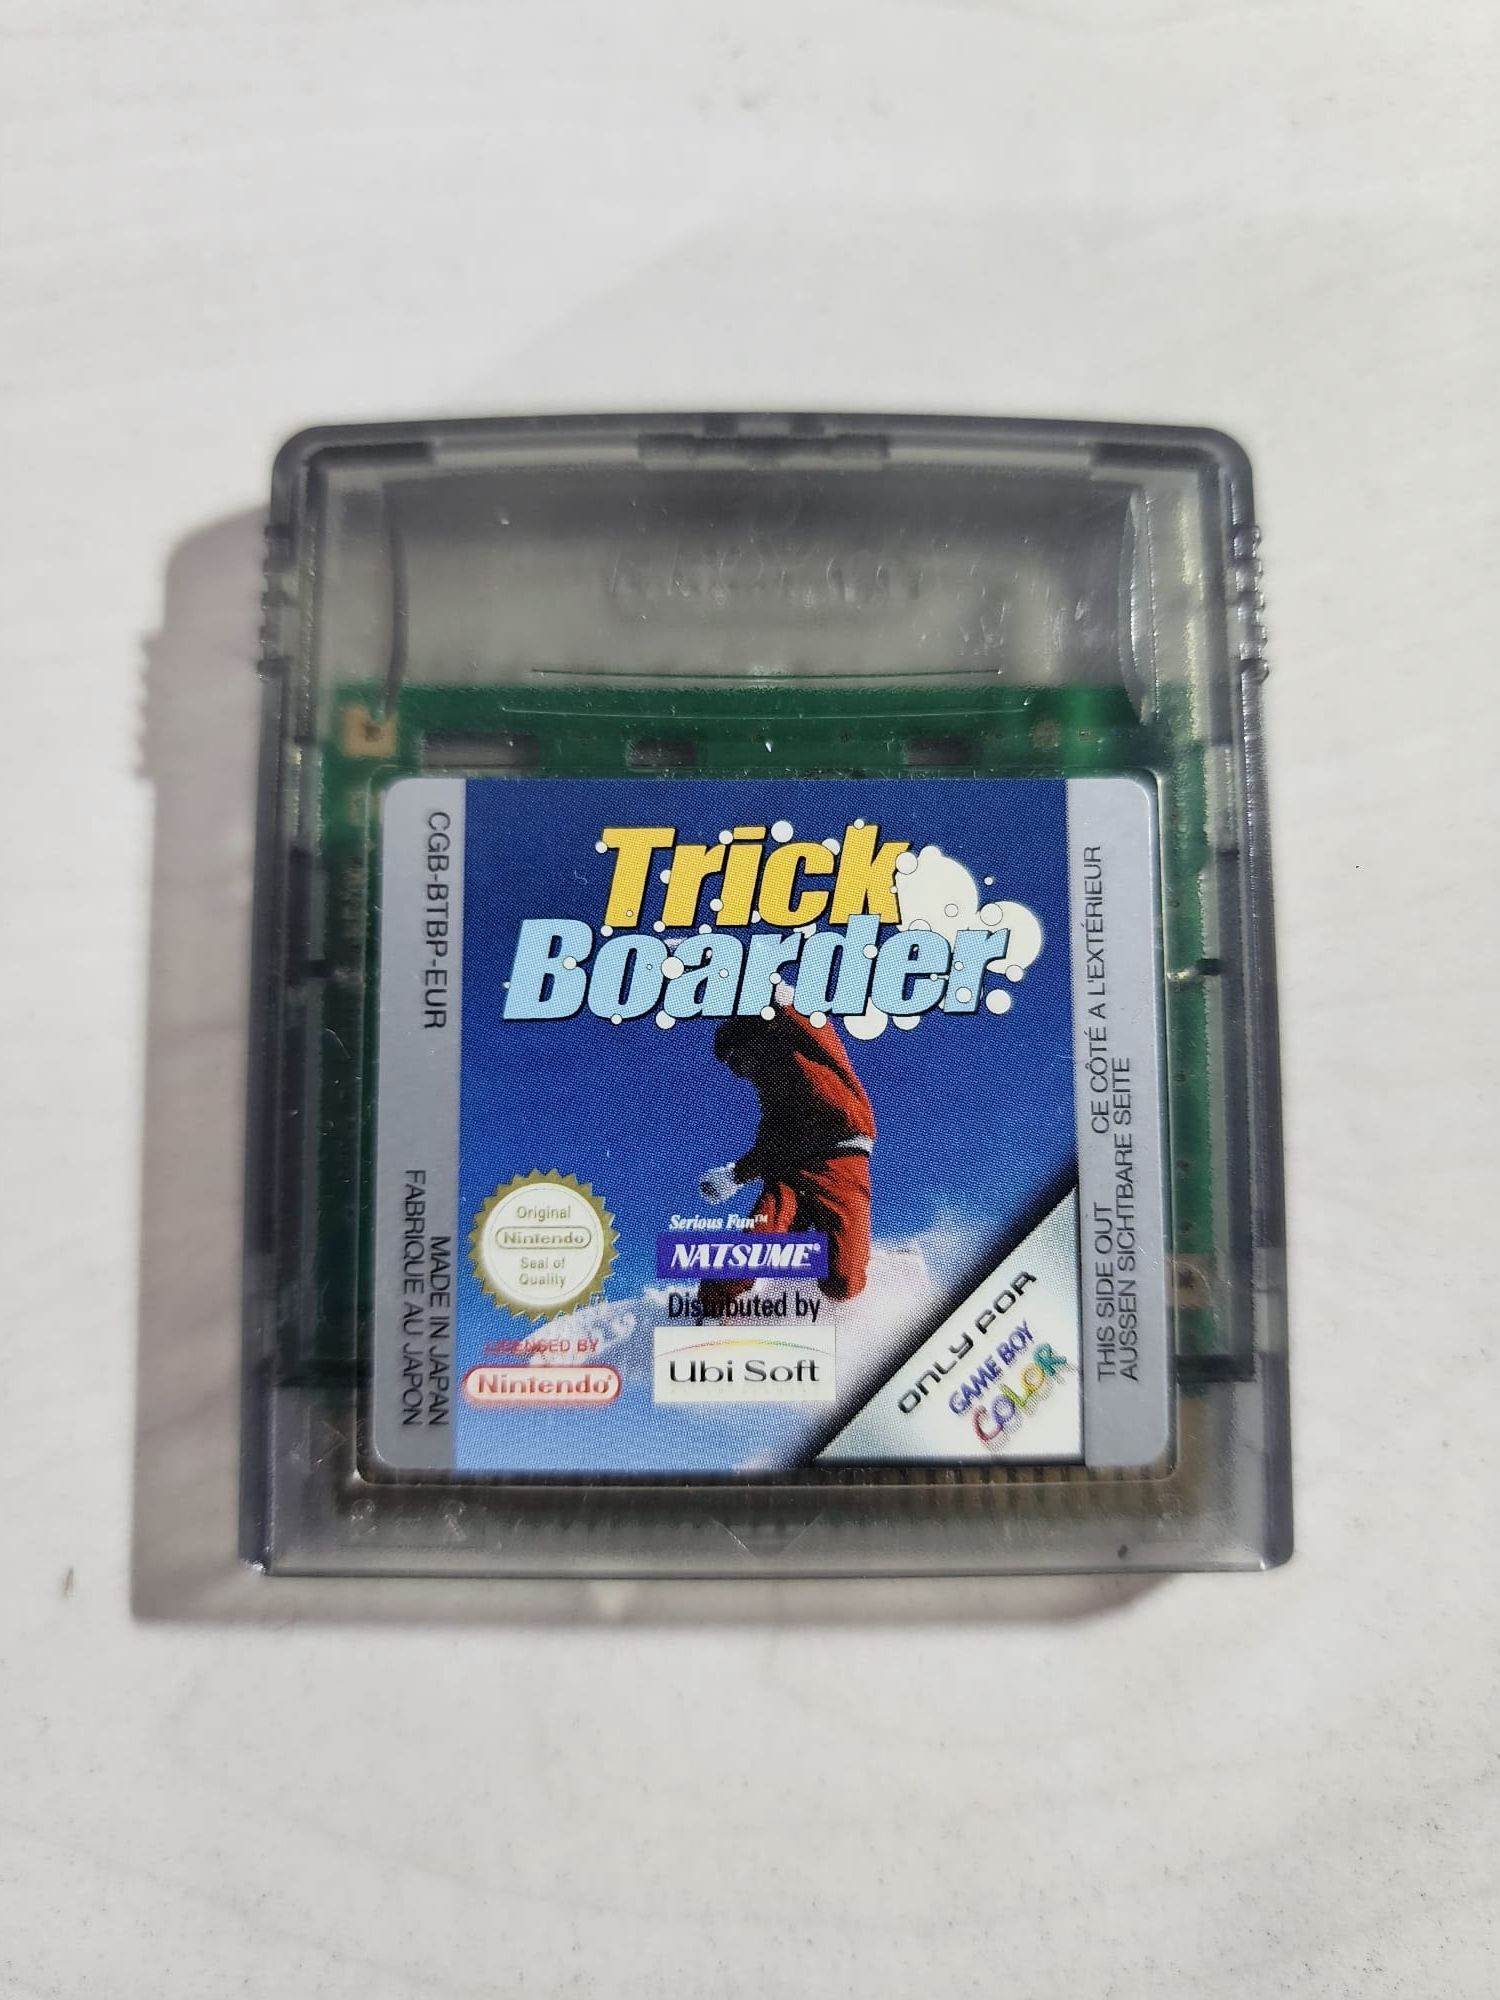 Trick
Boarder
CGB-BTBP-EUR
MADE IN JAPAN
FABRIQUE AU JAPON
Original
Nintendo
Seal of
Quality
LICENSED BY
Nintendo
Serious Fun™
NATSUME®
Distributed by
Ubi Soft
ONLY FOR
GAME BOY
COLOR
THIS SIDE OUT CE CÔTÉ A L'EXTÉRIEUR
AUSSEN SICHTBARE SEITE